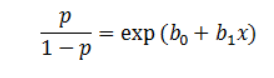 p/(1 − p) = exp (b₀ + b₁x)